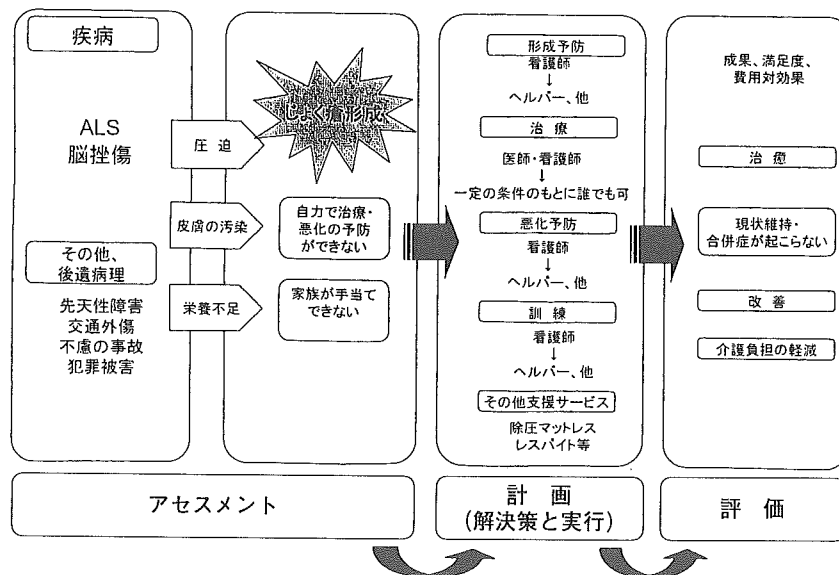 疾病
ALS
脳挫傷
その他、
後遺病理
先天性障害
交通外傷
不慮の事故
犯罪被害
圧迫
皮膚の汚染
栄養不足
じょく瘡形成
自力で治療・
悪化の予防
ができない
家族が手当て
できない
形成予防
看護師
ヘルパー、他
治療
医師・看護師
一定の条件のもとに誰でも可
悪化予防
看護師
ヘルパー、他
訓練
看護師
ヘルパー、他
その他支援サービス
除圧マットレス
レスパイト等
成果、満足度、
費用対効果
治癒
現状維持・
合併症が起こらない
改善
介護負担の軽減
アセスメント
計画
(解決策と実行)
評価